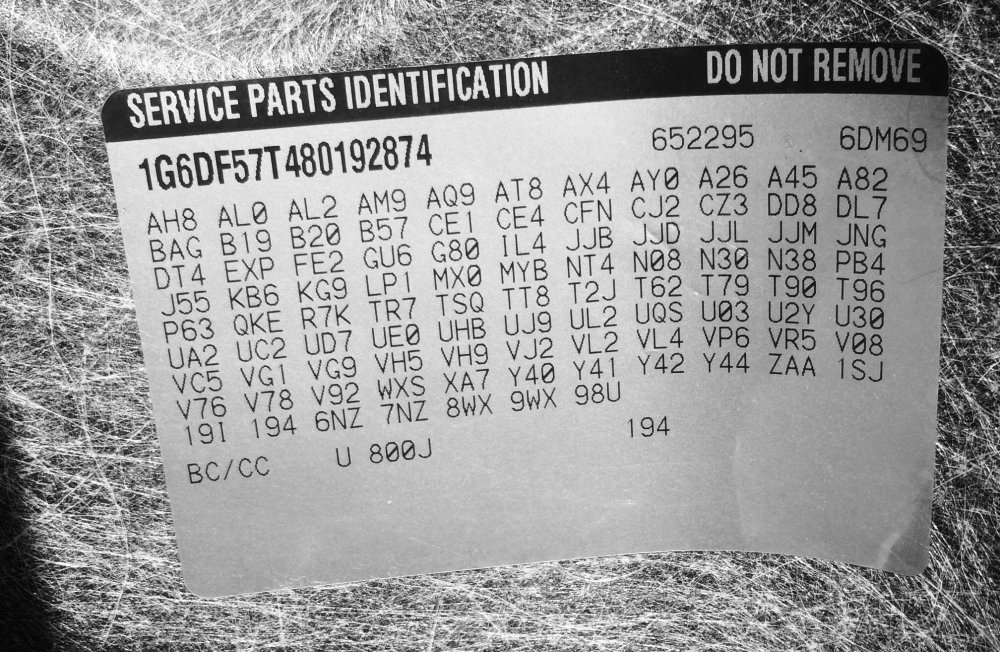 SERVICE PARTS IDENTIFICATION DO NOT REMOVE
1G6DF57T480192874 652295 6DM69
AH8 AL0 AL2 AM9 AQ9 AT8 AX4 AY0 A26 A45 A82
BAG B19 B20 B57 CE1 CE4 CFN CJ2 CZ3 DD8 DL7
DT4 EXP FE2 GU6 G80 IL4 JJB JJD JJL JJM JNG
J55 KB6 KG9 LP1 MX0 MYB NT4 N08 N30 N38 PB4
P63 QKE R7K TR7 TSQ TT8 T2J T62 T79 T90 T96
UA2 UC2 UD7 UE0 UHB UJ9 UL2 UQS U03 U2Y U30
VC5 VG1 VG9 VH5 VH9 VJ2 VL2 VL4 VP6 VR5 V08
V76 V78 V92 WXS XA7 Y40 Y41 Y42 Y44 ZAA 1SJ
19I 194 6NZ 7NZ 8WX 9WX 98U
BC/CC U 800J 194